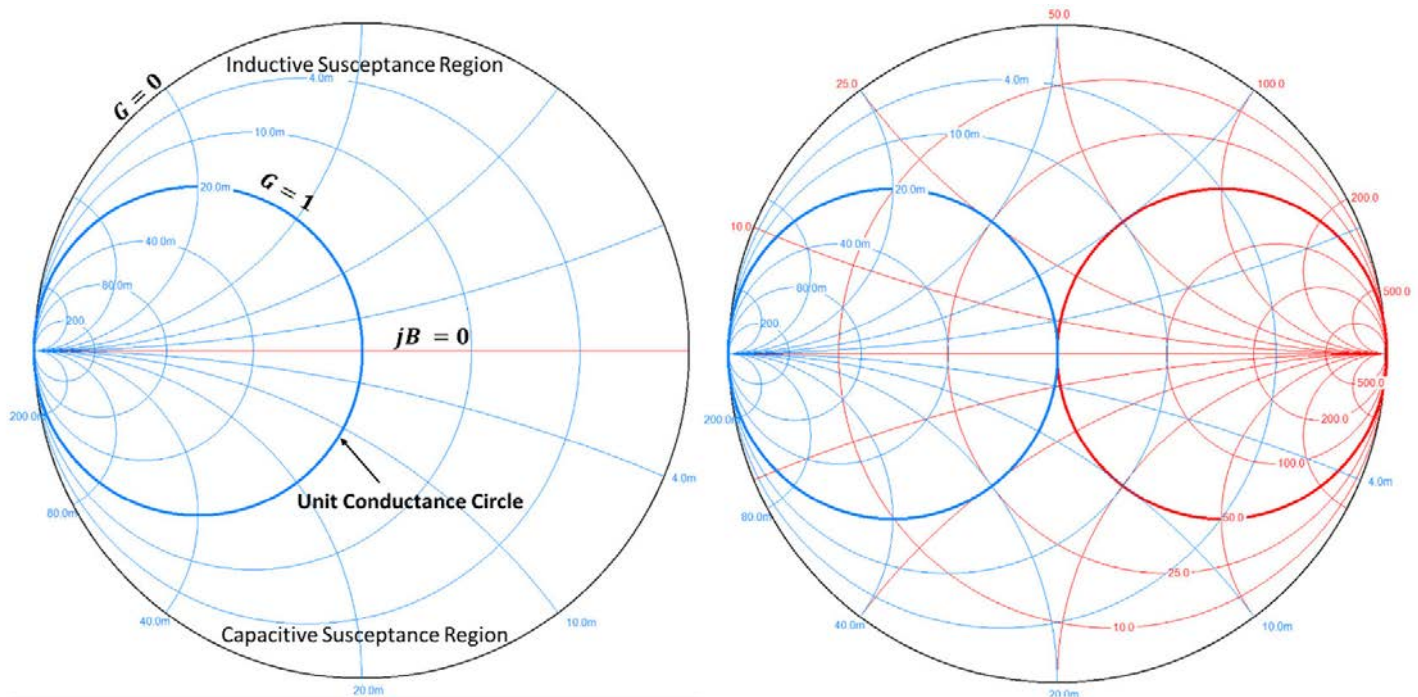 Inductive Susceptance Region
G = 0
4.0m
10.0m
G = 1
20.0m
40.0m
80.0m
200
jB = 0
200.0m
4.0m
Unit Conductance Circle
80.0m
40.0m
10.0m
Capacitive Susceptance Region
20.0m
50.0
25.0
4.0m
100.0
10.0m
20.0m
200.0
10.0
40.0m
80.0m
500.0
200
500.0
200.0m
200.0
100.0
4.0m
80.0m
50.0
25.0
40.0m
10.0
10.0m
20.0m